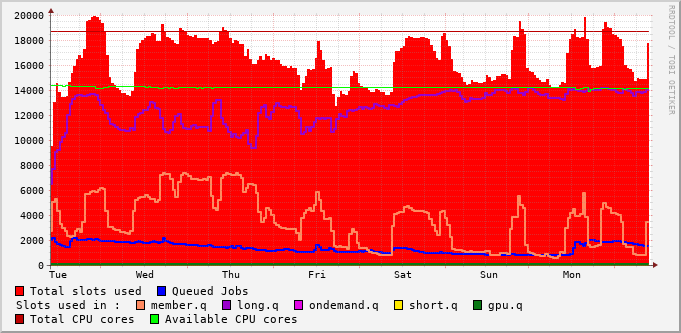 20000
18000
16000
14000
12000
10000
8000
6000
4000
2000
0
Tue Wed Thu Fri Sat Sun Mon
RRDTOOL / TOBI OETIKER
Total slots used Queued Jobs
Slots used in : member.q long.q ondemand.q short.q gpu.q
Total CPU cores Available CPU cores